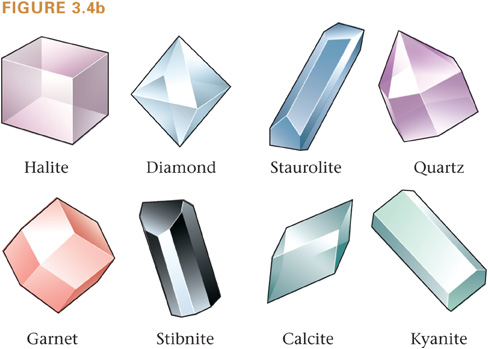 FIGURE 3.4b
Halite Diamond Staurolite Quartz
Garnet Stibnite Calcite Kyanite